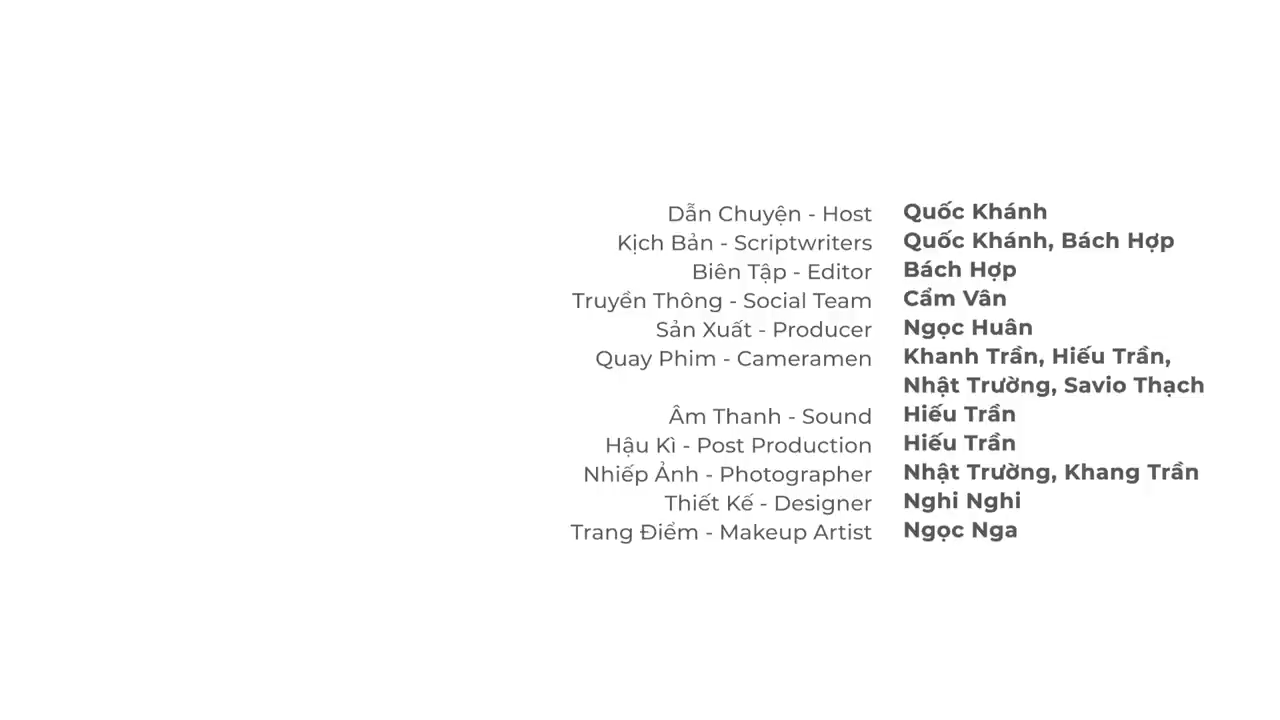 Dẫn Chuyện - Host Quốc Khánh
Kịch Bản - Scriptwriters Quốc Khánh, Bách Hợp
Biên Tập - Editor Bách Hợp
Truyền Thông - Social Team Cẩm Vân
Sản Xuất - Producer Ngọc Huân
Quay Phim - Cameramen Khanh Trần, Hiếu Trần,
Nhật Trường, Savio Thạch
Âm Thanh - Sound Hiếu Trần
Hậu Kì - Post Production Hiếu Trần
Nhiếp Ảnh - Photographer Nhật Trường, Khang Trần
Thiết Kế - Designer Nghi Nghi
Trang Điểm - Makeup Artist Ngọc Nga